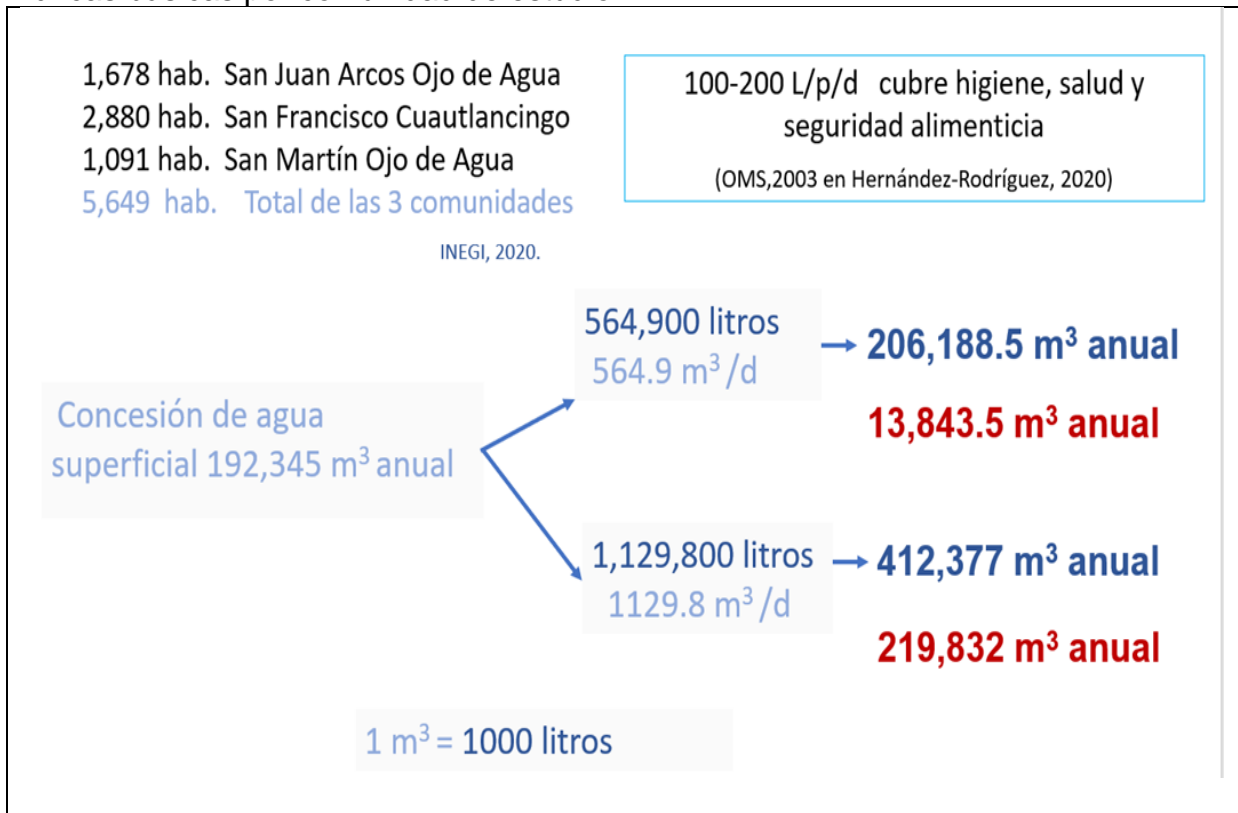 1,678 hab. San Juan Arcos Ojo de Agua
2,880 hab. San Francisco Cuautlancingo
1,091 hab. San Martín Ojo de Agua
5,649 hab. Total de las 3 comunidades
INEGI, 2020.
100-200 L/p/d cubre higiene, salud y
seguridad alimenticia
(OMS,2003 en Hernández-Rodríguez, 2020)
Concesión de agua
superficial 192,345 m³ anual
564,900 litros
564.9 m³/d
206,188.5 m³ anual
13,843.5 m³ anual
1,129,800 litros
1129.8 m³/d
412,377 m³ anual
219,832 m³ anual
1 m³ = 1000 litros